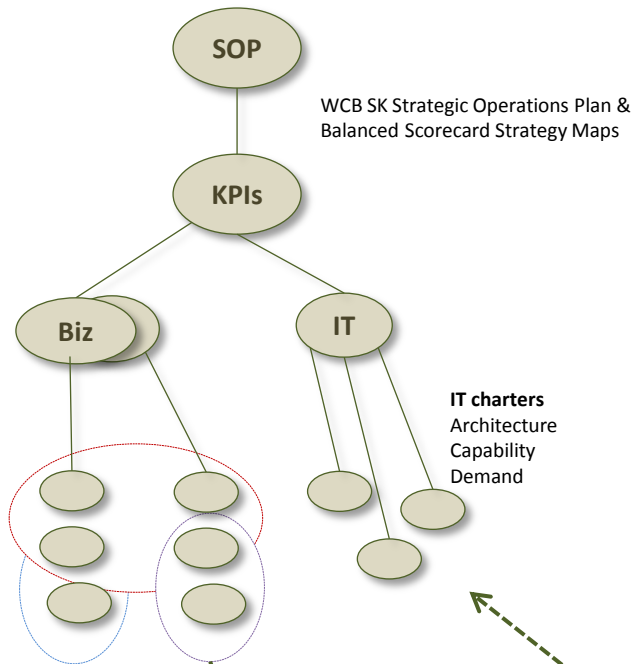 SOP
WCB SK Strategic Operations Plan &
Balanced Scorecard Strategy Maps
KPIs
Biz
IT
IT charters
Architecture
Capability
Demand